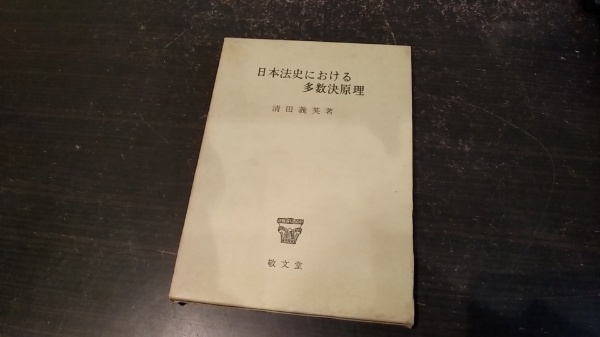 日本法史における
多数決原理
清田義英著
敬文堂